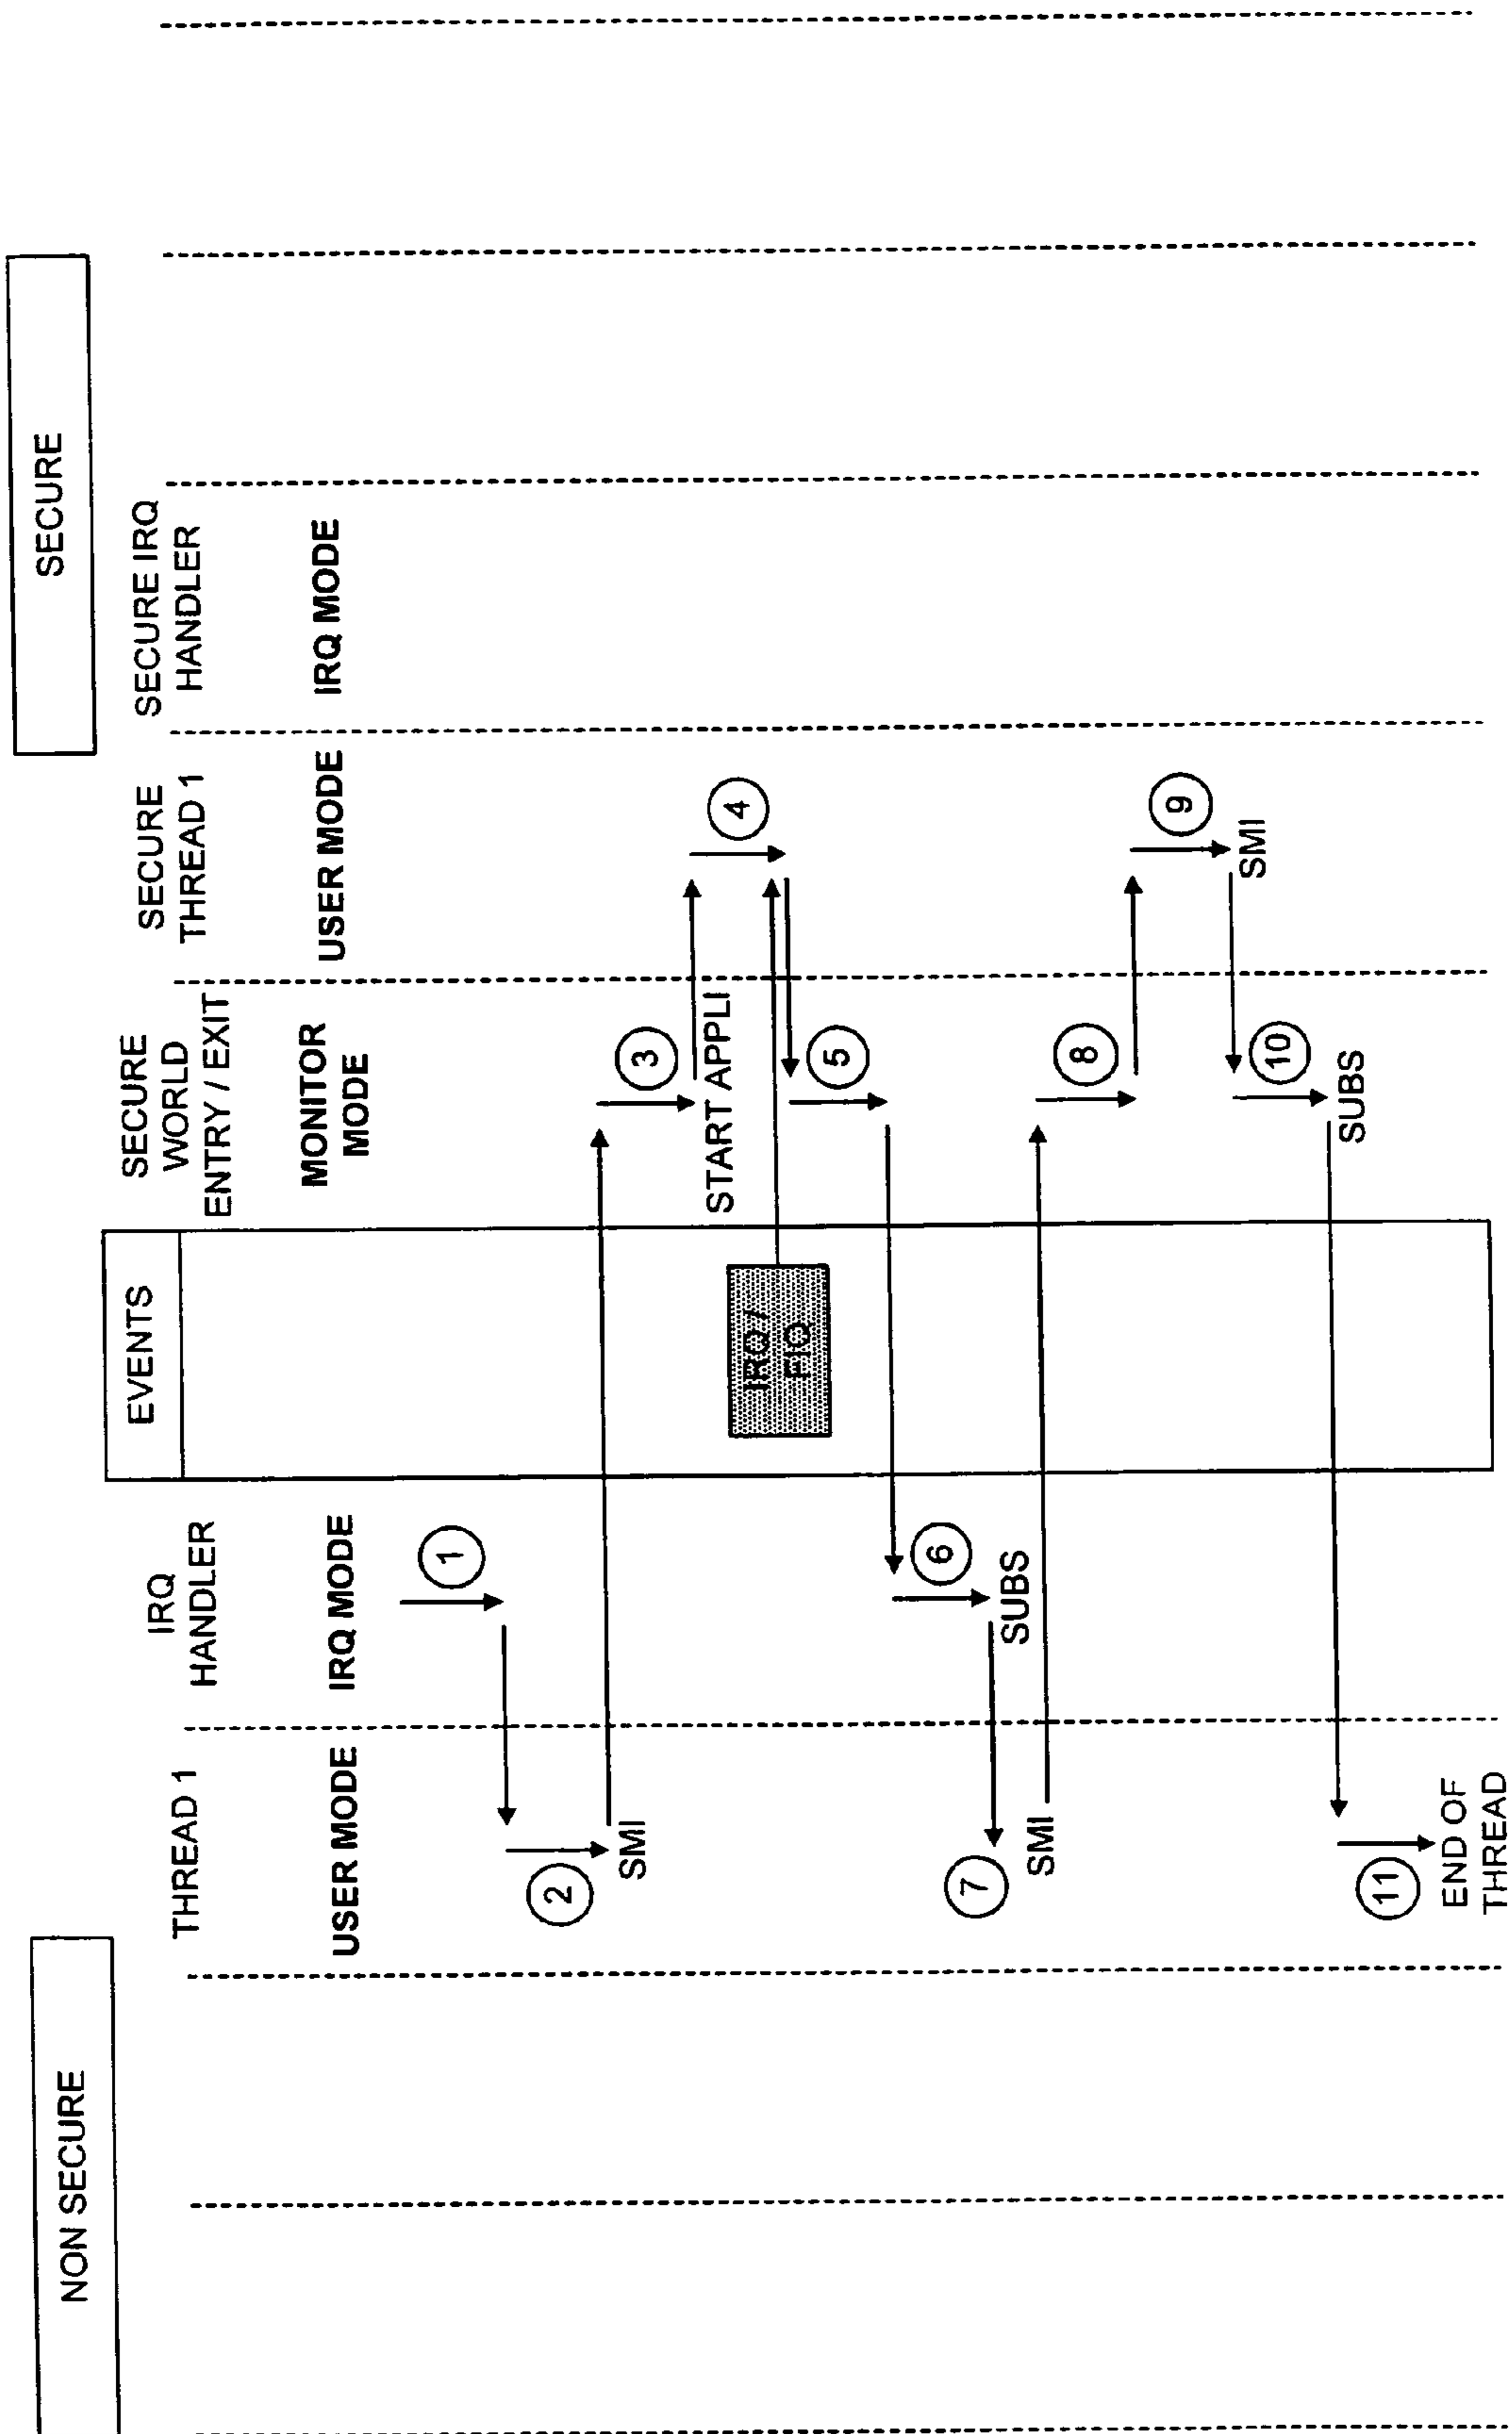 NON SECURE
SECURE
THREAD 1
IRQ
HANDLER
EVENTS
SECURE
WORLD
ENTRY / EXIT
SECURE
THREAD 1
SECURE IRQ
HANDLER
USER MODE
IRQ MODE
MONITOR
MODE
USER MODE
IRQ MODE
1
2
SMI
3
START APPLI
4
IRQ /
FIQ
5
6
SUBS
7
SMI
8
9
SMI
10
SUBS
11
END OF
THREAD